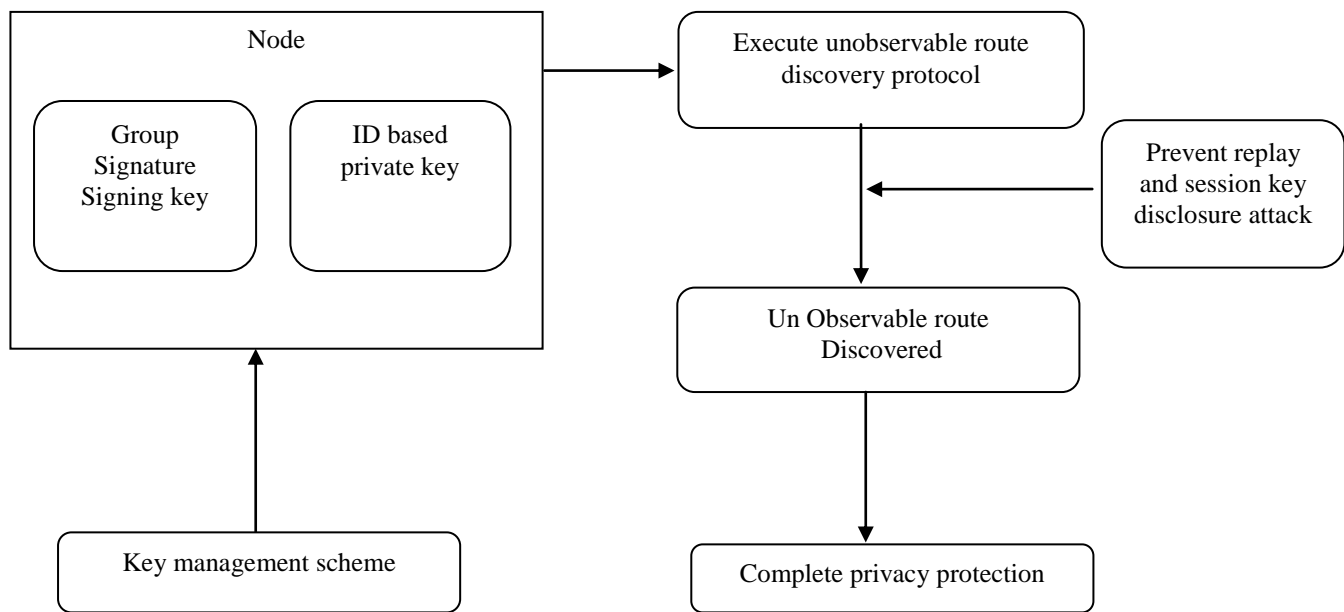 Node
Group
Signature
Signing key
ID based
private key
Execute unobservable route
discovery protocol
Prevent replay
and session key
disclosure attack
Un Observable route
Discovered
Key management scheme
Complete privacy protection